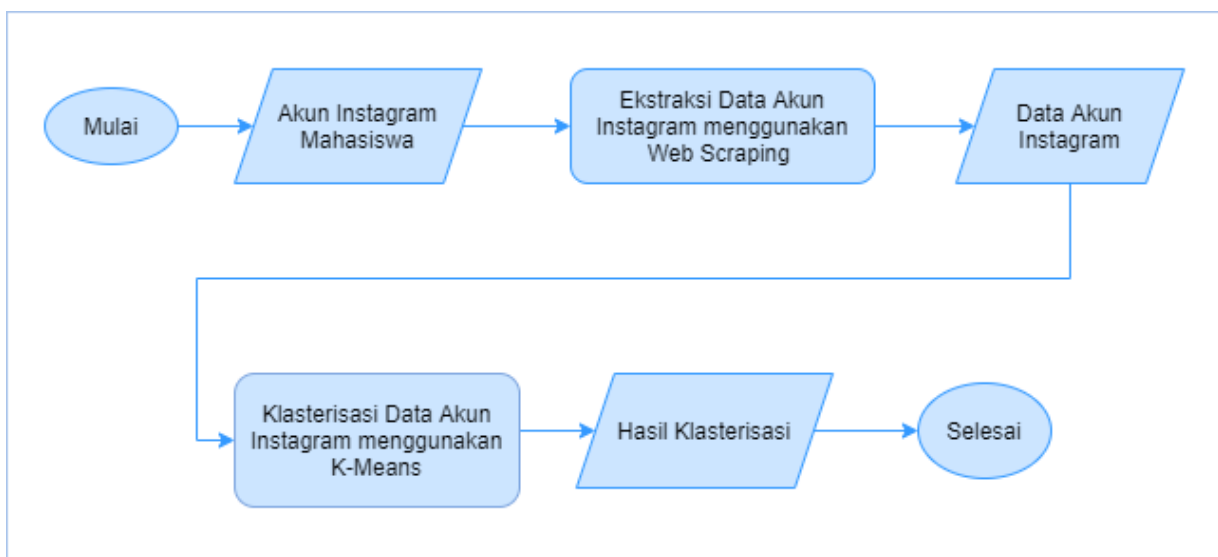 Mulai
Akun Instagram
Mahasiswa
Ekstraksi Data Akun
Instagram menggunakan
Web Scraping
Data Akun
Instagram
Klasterisasi Data Akun
Instagram menggunakan
K-Means
Hasil Klasterisasi
Selesai